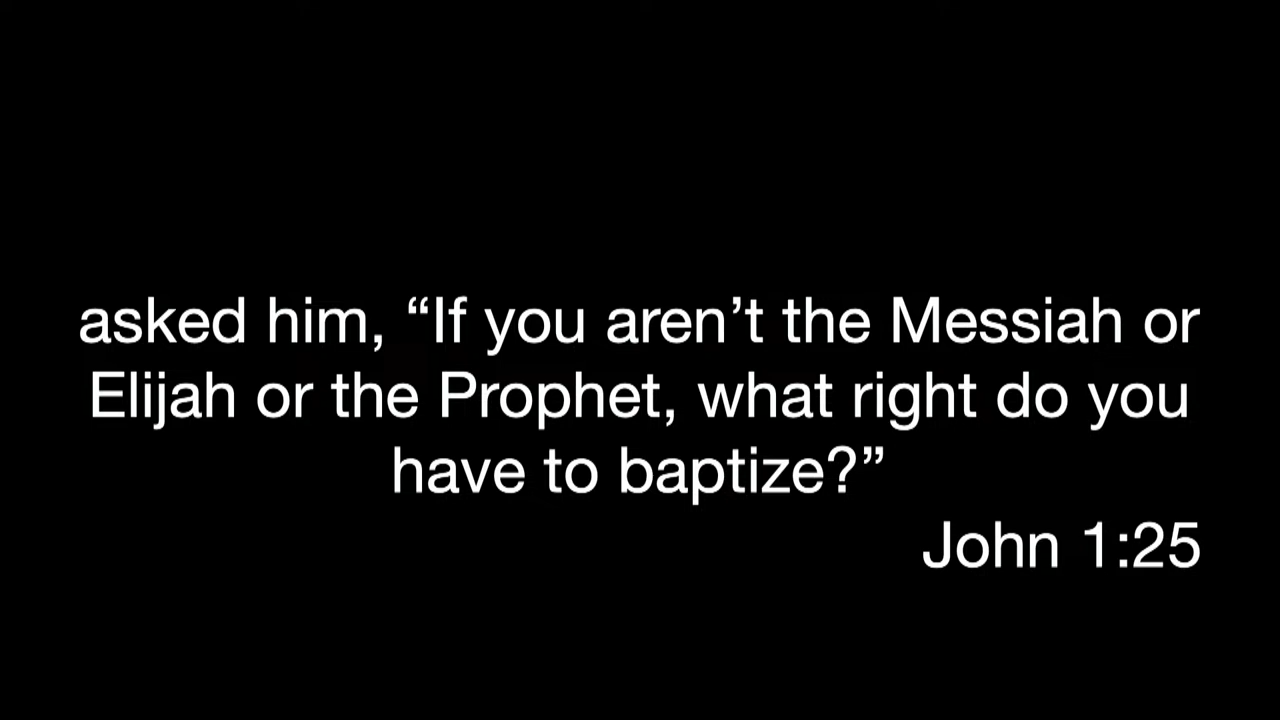 asked him, “If you aren’t the Messiah or
Elijah or the Prophet, what right do you
have to baptize?”
John 1:25